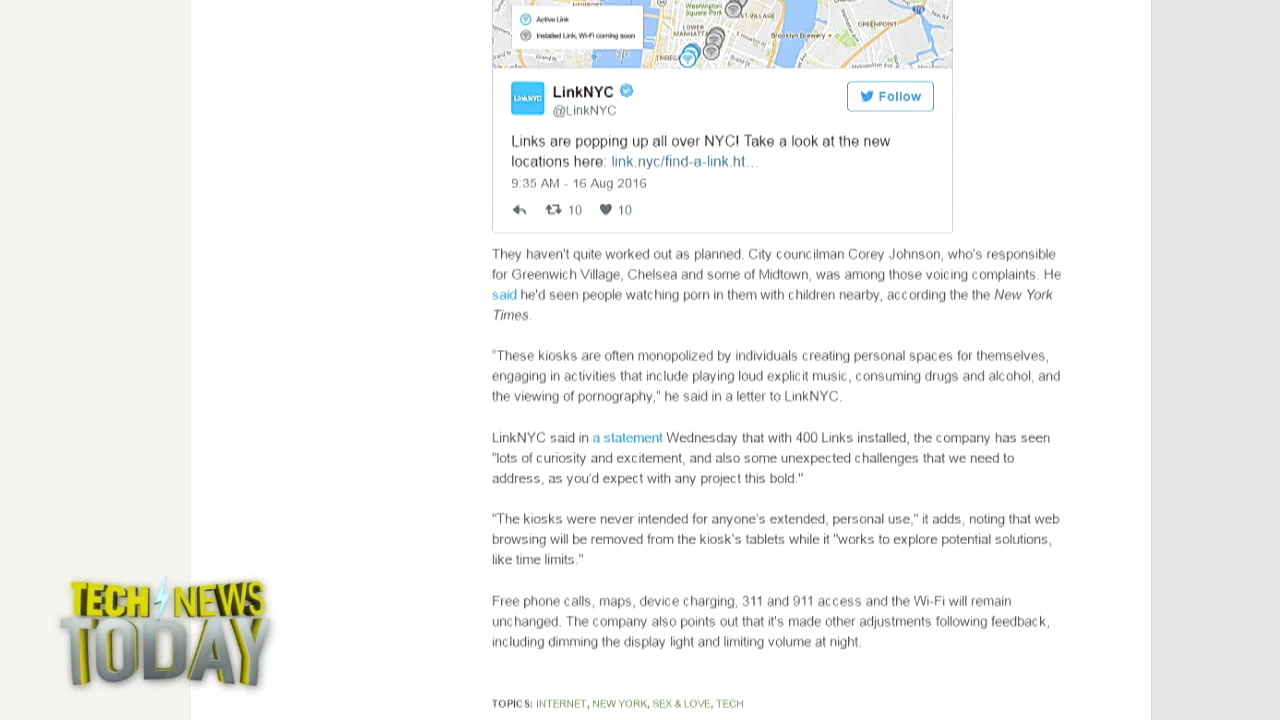 Washington
Square Park
EAST VILLAGE
GREENPOINT
Active Link
LOWER
MANHATTAN
Installed Link, Wi-Fi coming soon
Brooklyn Brewery
LinkNYC
LinkNYC
Follow
@LinkNYC
Links are popping up all over NYC! Take a look at the new
locations here: link.nyc/find-a-link.ht…
9:35 AM - 16 Aug 2016
10 10
They haven't quite worked out as planned. City councilman Corey Johnson, who's responsible
for Greenwich Village, Chelsea and some of Midtown, was among those voicing complaints. He
said he'd seen people watching porn in them with children nearby, according the the New York
Times.
"These kiosks are often monopolized by individuals creating personal spaces for themselves,
engaging in activities that include playing loud explicit music, consuming drugs and alcohol, and
the viewing of pornography," he said in a letter to LinkNYC.
LinkNYC said in a statement Wednesday that with 400 Links installed, the company has seen
"lots of curiosity and excitement, and also some unexpected challenges that we need to
address, as you'd expect with any project this bold."
"The kiosks were never intended for anyone's extended, personal use," it adds, noting that web
browsing will be removed from the kiosk's tablets while it "works to explore potential solutions,
like time limits."
Free phone calls, maps, device charging, 311 and 911 access and the Wi-Fi will remain
unchanged. The company also points out that it's made other adjustments following feedback,
including dimming the display light and limiting volume at night.
TOPICS: INTERNET, NEW YORK, SEX & LOVE, TECH
TECH NEWS
TODAY